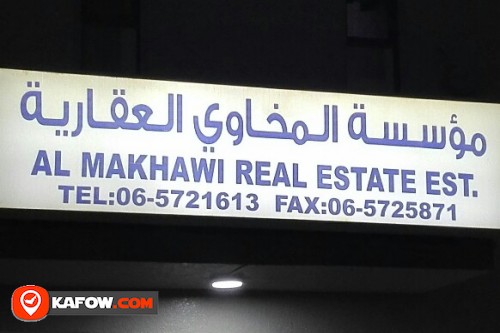 مؤسسة المخاوي العقارية
AL MAKHAWI REAL ESTATE EST.
TEL:06-5721613 FAX:06-5725871
KAFOW.COM